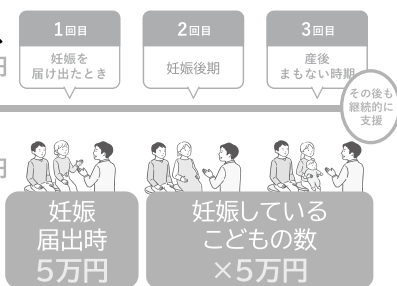 1回目
妊娠を
届け出たとき
2回目
妊娠後期
3回目
産後
まもない時期
その後も
継続的に
支援
円
円
妊娠
届出時
5万円
妊娠している
こどもの数
×5万円